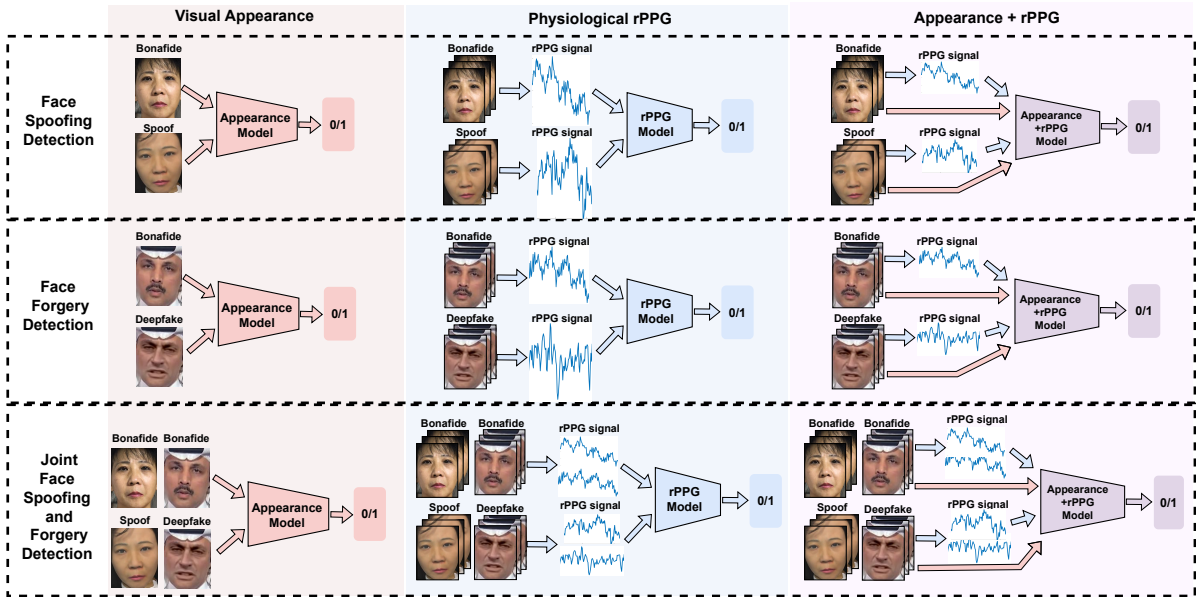 Visual Appearance
Physiological rPPG
Appearance + rPPG
Face
Spoofing
Detection
Bonafide
Spoof
Appearance
Model
0/1
Bonafide
rPPG signal
Spoof
rPPG signal
rPPG
Model
0/1
Bonafide
rPPG signal
Spoof
rPPG signal
Appearance
+rPPG
Model
0/1
Face
Forgery
Detection
Bonafide
Deepfake
Appearance
Model
0/1
Bonafide
rPPG signal
Deepfake
rPPG signal
rPPG
Model
0/1
Bonafide
rPPG signal
Deepfake
rPPG signal
Appearance
+rPPG
Model
0/1
Joint
Face
Spoofing
and
Forgery
Detection
Bonafide Bonafide
Spoof Deepfake
Appearance
Model
0/1
Bonafide Bonafide
rPPG signal
Spoof Deepfake
rPPG signal
rPPG
Model
0/1
Bonafide Bonafide
rPPG signal
Spoof Deepfake
rPPG signal
Appearance
+rPPG
Model
0/1